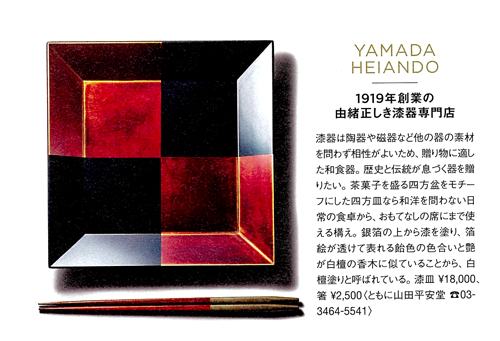 YAMADA
HEIANDO
1919年創業の
由緒正しき漆器専門店
漆器は陶器や磁器など他の器の素材
を問わず相性がよいため、贈り物に適し
た和食器。歴史と伝統が息づく器を贈
りたい。茶菓子を盛る四方盆をモチー
フにした四方皿なら和洋を問わない日
常の食卓から、おもてなしの席にまで使
える構え。銀箔の上から漆を塗り、箔
絵が透けて表れる飴色の色合いと艶
が白檀の香木に似ていることから、白
檀塗りと呼ばれている。漆皿 ¥18,000、
箸 ¥2,500〈ともに山田平安堂 ☎03-
3464-5541〉